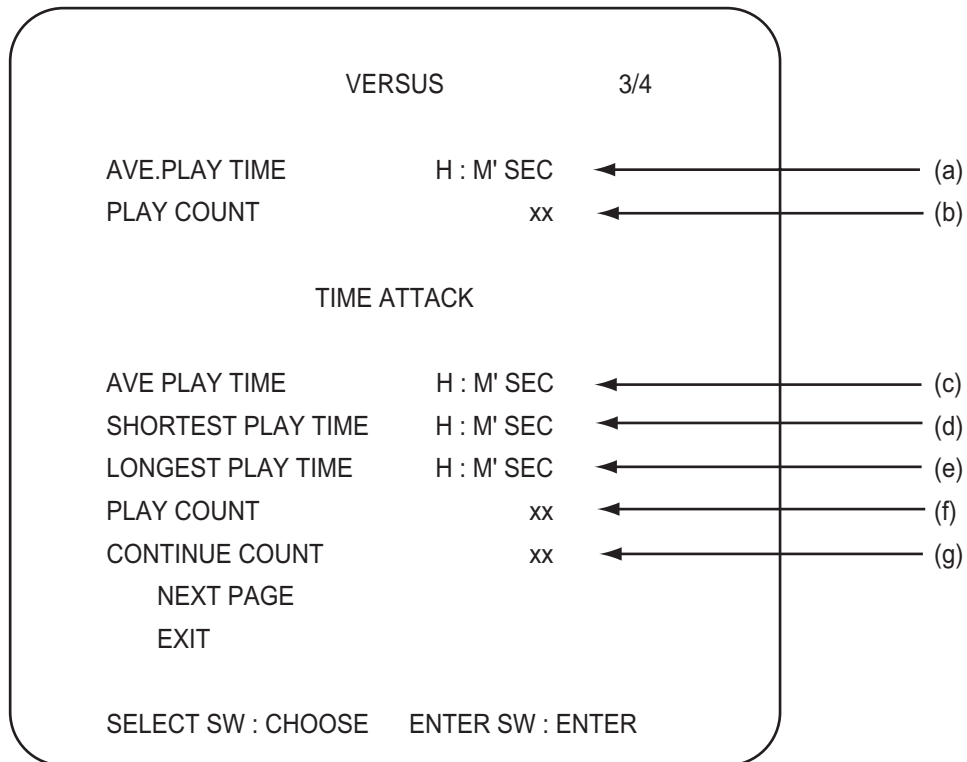 VERSUS 3/4
AVE.PLAY TIME H : M' SEC (a)
PLAY COUNT xx (b)
TIME ATTACK
AVE PLAY TIME H : M' SEC (c)
SHORTEST PLAY TIME H : M' SEC (d)
LONGEST PLAY TIME H : M' SEC (e)
PLAY COUNT xx (f)
CONTINUE COUNT xx (g)
NEXT PAGE
EXIT
SELECT SW : CHOOSE ENTER SW : ENTER